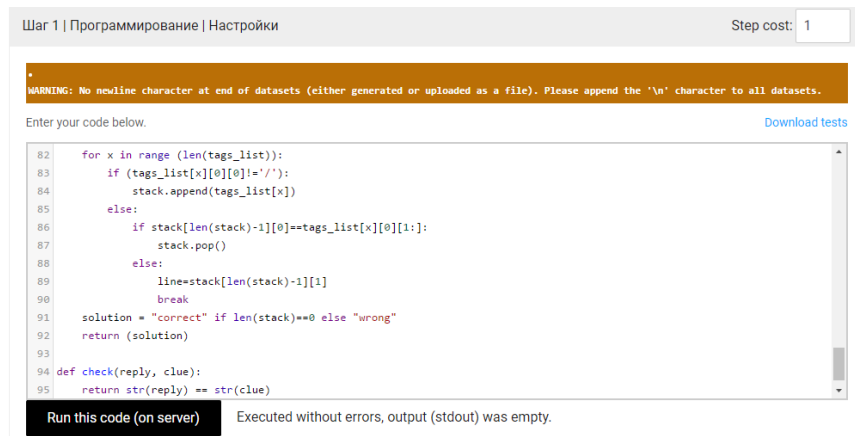 Шаг 1 | Программирование | Настройки
Step cost: 1
WARNING: No newline character at end of datasets (either generated or uploaded as a file). Please append the '\n' character to all datasets.
Enter your code below.
Download tests
82 for x in range (len(tags_list)):
83 if (tags_list[x][0][0]!='/'):
84 stack.append(tags_list[x])
85 else:
86 if stack[len(stack)-1][0]==tags_list[x][0][1:]:
87 stack.pop()
88 else:
89 line=stack[len(stack)-1][1]
90 break
91 solution = "correct" if len(stack)==0 else "wrong"
92 return (solution)
93
94 def check(reply, clue):
95 return str(reply) == str(clue)
Run this code (on server)
Executed without errors, output (stdout) was empty.